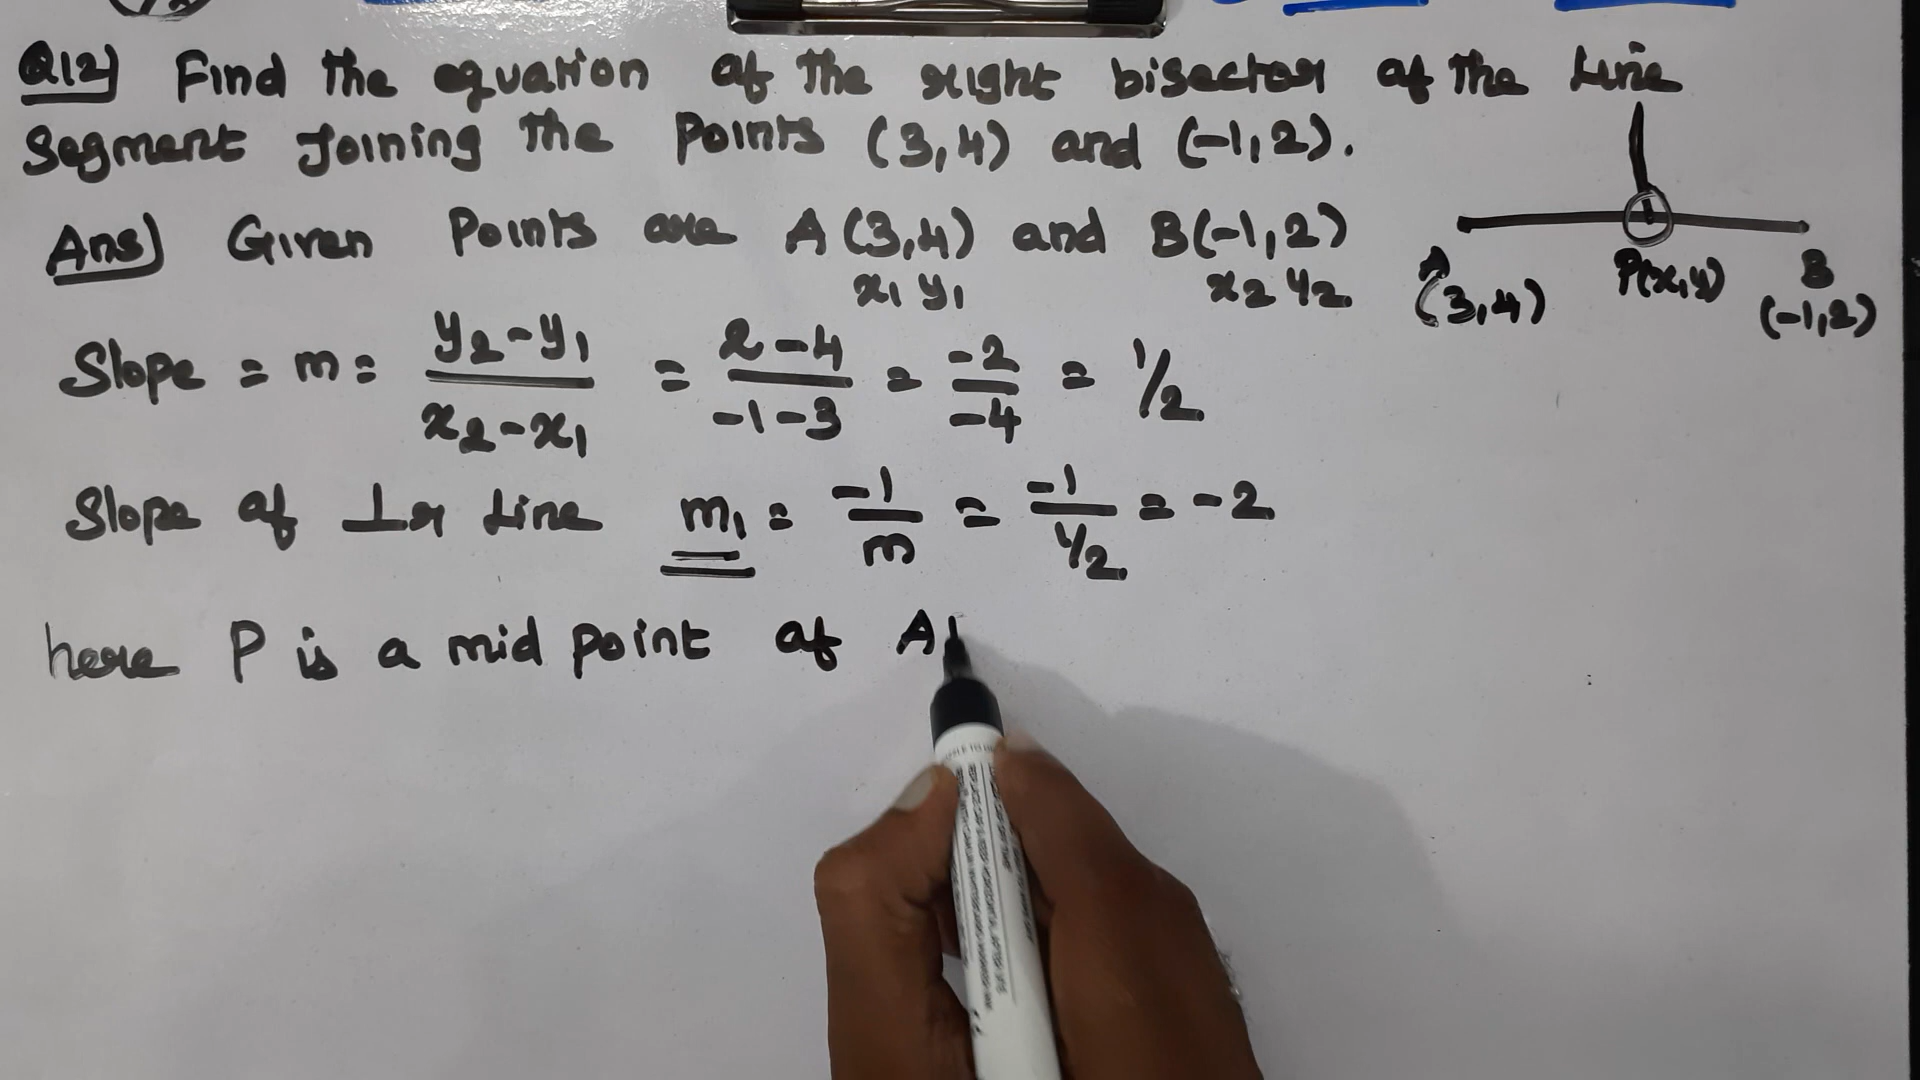 Q12) Find the equation of the right bisector of the Line
Segment Joining the Points (3,4) and (-1,2).
Ans) Given Points are A(3,4) and B(-1,2)
x₁ y₁ x₂ y₂
A P(x,y) B
(3,4) (-1,2)
Slope = m = y₂-y₁/x₂-x₁ = 2-4/-1-3 = -2/-4 = 1/2
Slope of ⊥r Line m₁ = -1/m = -1/1/2 = -2
here P is a mid point of A